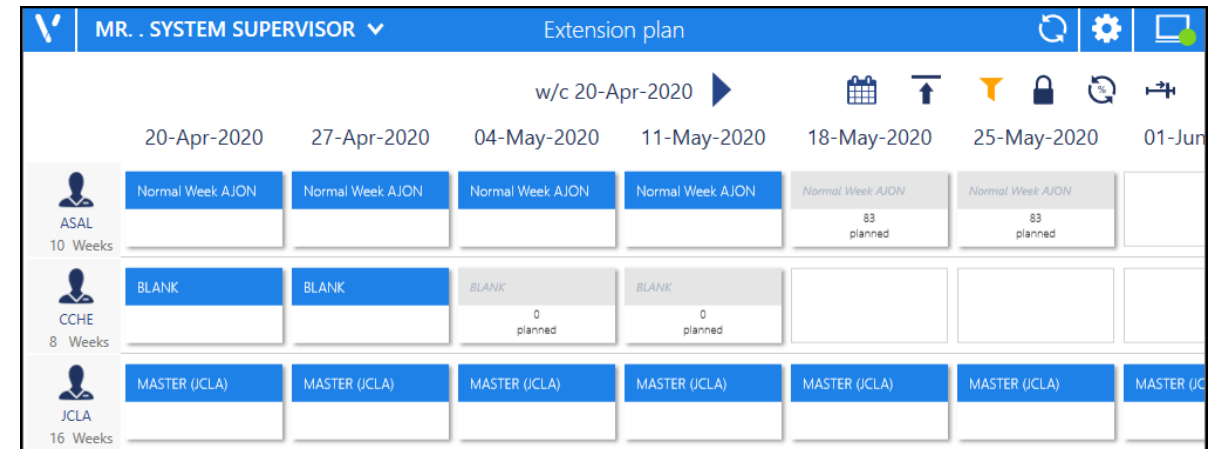 MR. . SYSTEM SUPERVISOR
Extension plan
w/c 20-Apr-2020
%
20-Apr-2020 27-Apr-2020 04-May-2020 11-May-2020 18-May-2020 25-May-2020 01-Jun
Normal Week AJON Normal Week AJON Normal Week AJON Normal Week AJON Normal Week AJON Normal Week AJON
ASAL 83 83
planned planned
10 Weeks
BLANK BLANK BLANK BLANK
CCHE 0 0
planned planned
8 Weeks
MASTER (JCLA) MASTER (JCLA) MASTER (JCLA) MASTER (JCLA) MASTER (JCLA) MASTER (JCLA) MASTER (JC
JCLA
16 Weeks